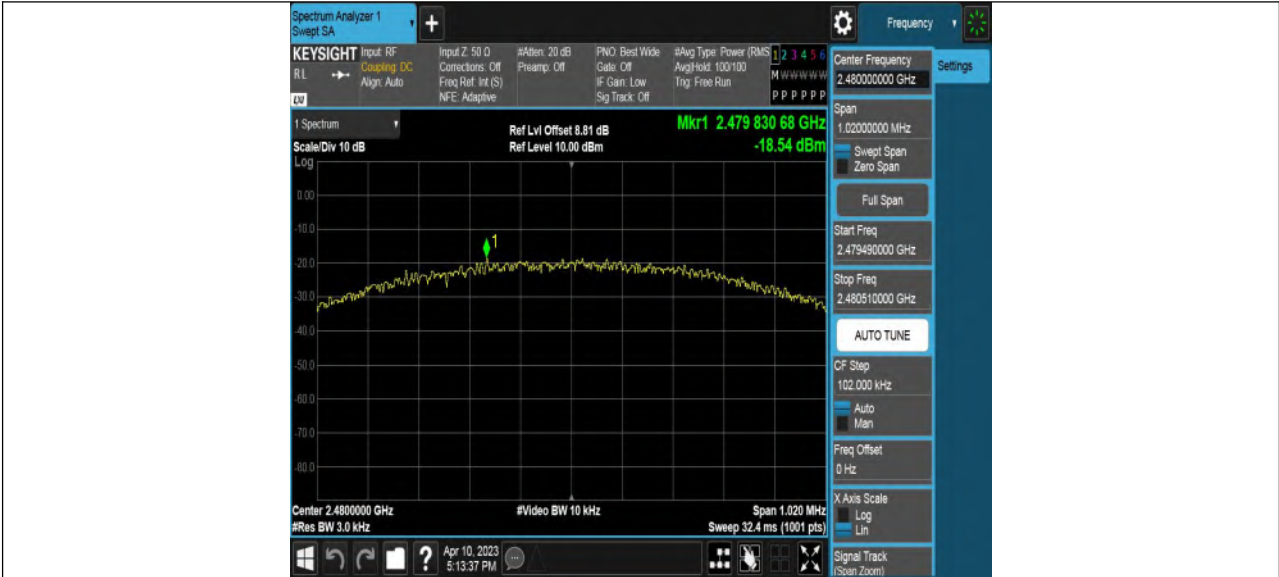 Spectrum Analyzer 1
Swept SA
+
Frequency
KEYSIGHT
RL
LXI
Input: RF
Coupling: DC
Align: Auto
Input Z: 50 Ω
Corrections: Off
Freq Ref: Int (S)
NFE: Adaptive
#Atten: 20 dB
Preamp: Off
PNO: Best Wide
Gate: Off
IF Gain: Low
Sig Track: Off
#Avg Type: Power (RMS
Avg|Hold: 100/100
Trig: Free Run
1 2 3 4 5 6
M W W W W W
P P P P P P
1 Spectrum
Scale/Div 10 dB
Ref Lvl Offset 8.81 dB
Ref Level 10.00 dBm
Mkr1 2.479 830 68 GHz
-18.54 dBm
Log
0.00
-10.0
-20.0
-30.0
-40.0
-50.0
-60.0
-70.0
-80.0
1
Center 2.4800000 GHz
#Res BW 3.0 kHz
#Video BW 10 kHz
Span 1.020 MHz
Sweep 32.4 ms (1001 pts)
?
Apr 10, 2023
5:13:37 PM
Center Frequency
2.480000000 GHz
Settings
Span
1.02000000 MHz
Swept Span
Zero Span
Full Span
Start Freq
2.479490000 GHz
Stop Freq
2.480510000 GHz
AUTO TUNE
CF Step
102.000 kHz
Auto
Man
Freq Offset
0 Hz
X Axis Scale
Log
Lin
Signal Track
(Span Zoom)